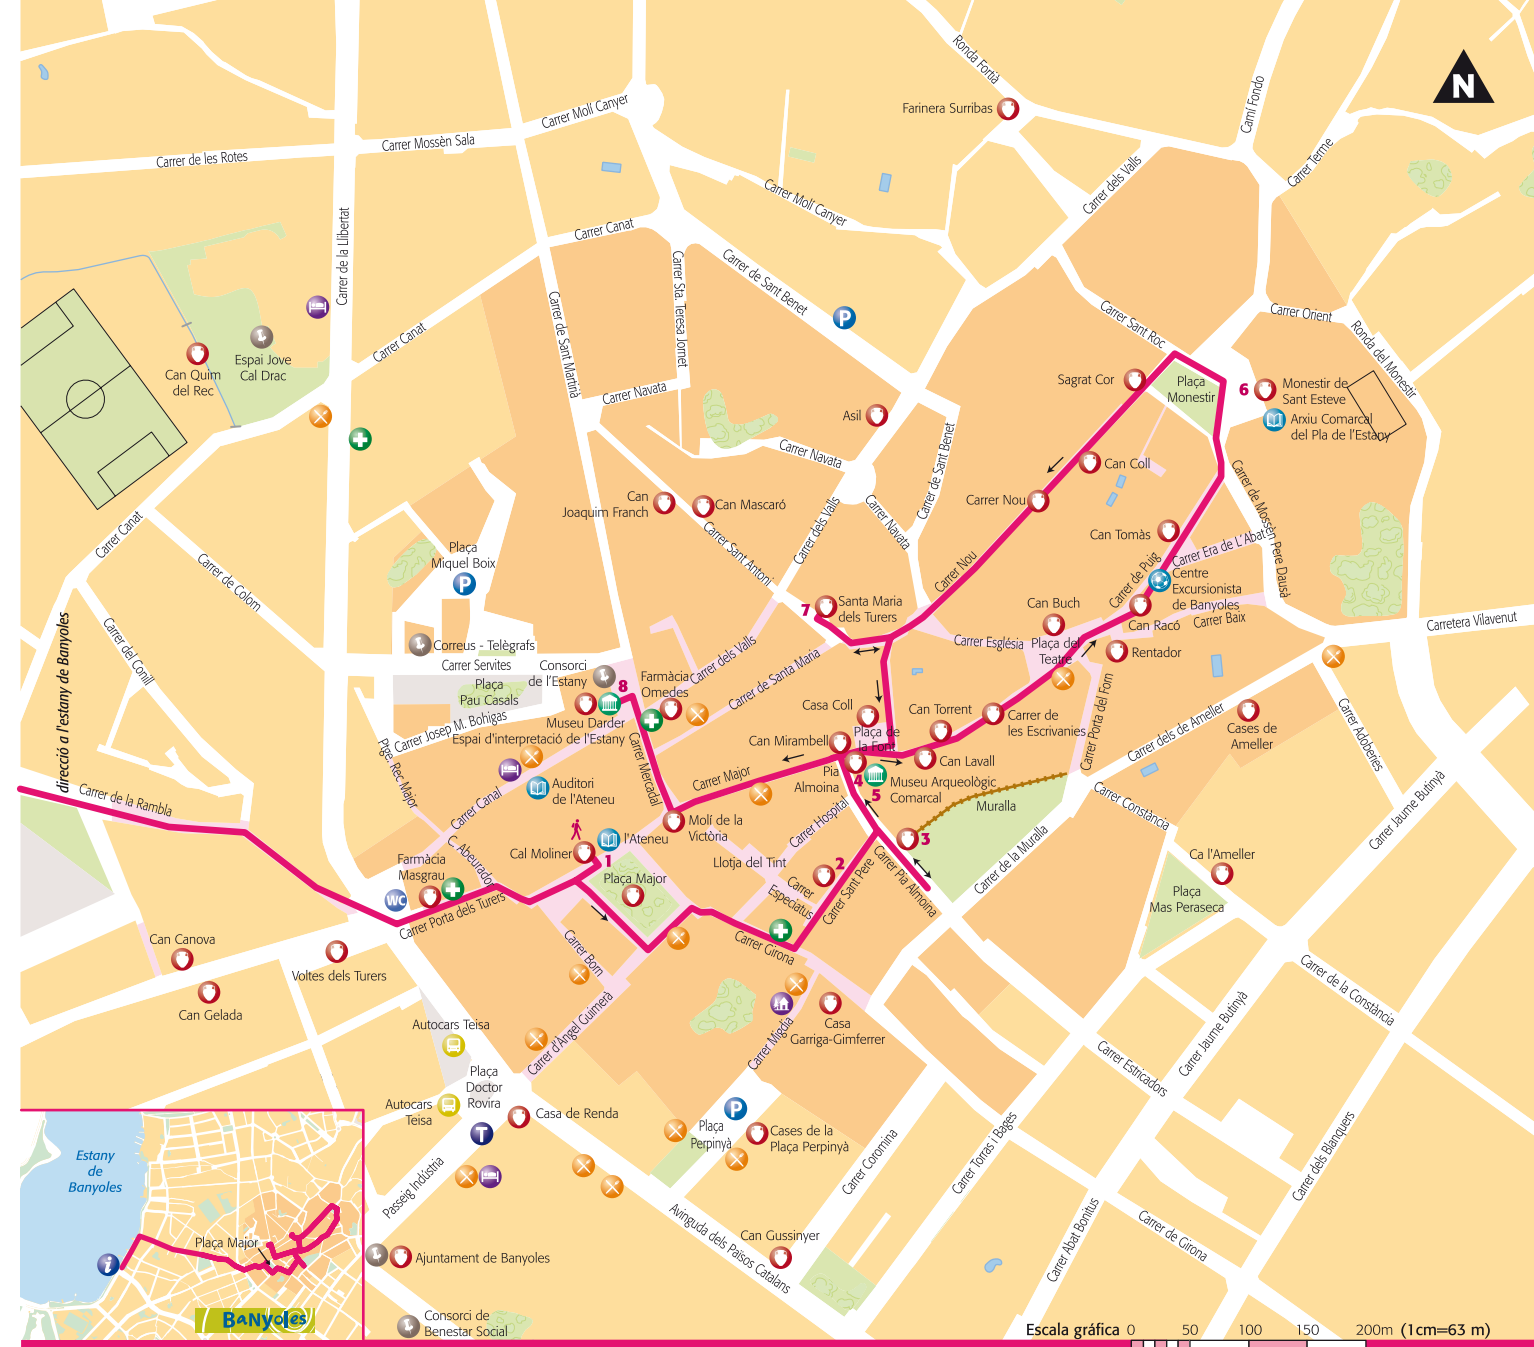 Ronda Fortià
Farinera Surribas
Camí Fondo
N
Carrer Molí Canyer
Carrer Mossèn Sala
Carrer de les Rotes
Carrer Terme
Carrer dels Valls
Carrer Molí Canyer
Carrer Canat
Carrer de la Llibertat
Carrer Sta. Teresa Jornet
Carrer de Sant Benet
P
Carrer de Sant Martirià
Carrer Sant Roc
Carrer Orient
Ronda del Monestir
Carrer Canat
Espai Jove
Cal Drac
Can Quim
del Rec
Sagrat Cor
Plaça
Monestir
6
Monestir de
Sant Esteve
Arxiu Comarcal
del Pla de l'Estany
Carrer Navata
Asil
Carrer Navata
Carrer de Sant Benet
Can Coll
Carrer Nou
Carrer de Mossèn Pere Dausà
Can
Joaquim Franch
Can Mascaró
Carrer dels Valls
Carrer Navata
Carrer Canat
Carrer de Colom
Plaça
Miquel Boix
P
Carrer Sant Antoni
Carrer Nou
Can Tomàs
Carrer Era de L'Abat
Carrer de Puig
Centre
Excursionista
de Banyoles
7
Santa Maria
dels Turers
Can Buch
Can Racó
Carrer Baix
Carretera Vilavenut
direcció a l'estany de Banyoles
Carrer del Conill
Correus - Telègrafs
Carrer Servites
Consorci
de l'Estany
8
Farmàcia
Omedes
Carrer dels Valls
Carrer de Santa Maria
Carrer Església
Plaça del
Teatre
Rentador
Plaça
Pau Casals
Carrer Josep M. Bohigas
Museu Darder
Espai d'interpretació de l'Estany
Casa Coll
Can Torrent
Carrer de
les Escrivanies
Carrer Porta del Forn
Carrer dels de Ameller
Cases de
Ameller
Carrer Adoberies
Can Mirambell
Plaça de
la Font
Can Lavall
Ptge. Rec Major
Auditori
de l'Ateneu
Carrer Mercadal
Carrer Major
Pia
Almoina
4
5
Museu Arqueològic
Comarcal
Muralla
Carrer Constància
Carrer Jaume Butinyà
Carrer de la Rambla
Carrer Canal
Molí de la
Victòria
Carrer Hospital
3
Cal Moliner
l'Ateneu
1
C. Abeurador
Farmàcia
Masgrau
WC
Carrer Porta dels Turers
Plaça Major
Llotja del Tint
2
Carrer
Especiatus
Carrer Sant Pere
Carrer Pia Almoina
Carrer de la Muralla
Ca l'Ameller
Plaça
Mas Peraseca
Can Canova
Voltes dels Turers
Can Gelada
Carrer Born
Carrer Girona
Carrer de la Constància
Carrer d'Àngel Guimerà
Carrer Migdia
Casa
Garriga-Gimferrer
Carrer Jaume Butinyà
Carrer Estricadors
Autocars Teisa
Plaça
Doctor
Rovira
Autocars
Teisa
T
Casa de Renda
P
Plaça
Perpinyà
Cases de la
Plaça Perpinyà
Carrer Coromina
Carrer Torras i Bages
Carrer dels Blanquers
Passeig Indústria
Avinguda dels Països Catalans
Can Gussinyer
Carrer Abat Bonitus
Carrer de Girona
Ajuntament de Banyoles
Consorci de
Benestar Social
Estany
de
Banyoles
Plaça Major
i
BaNyoles
Escala gráfica 0 50 100 150 200m (1cm=63 m)